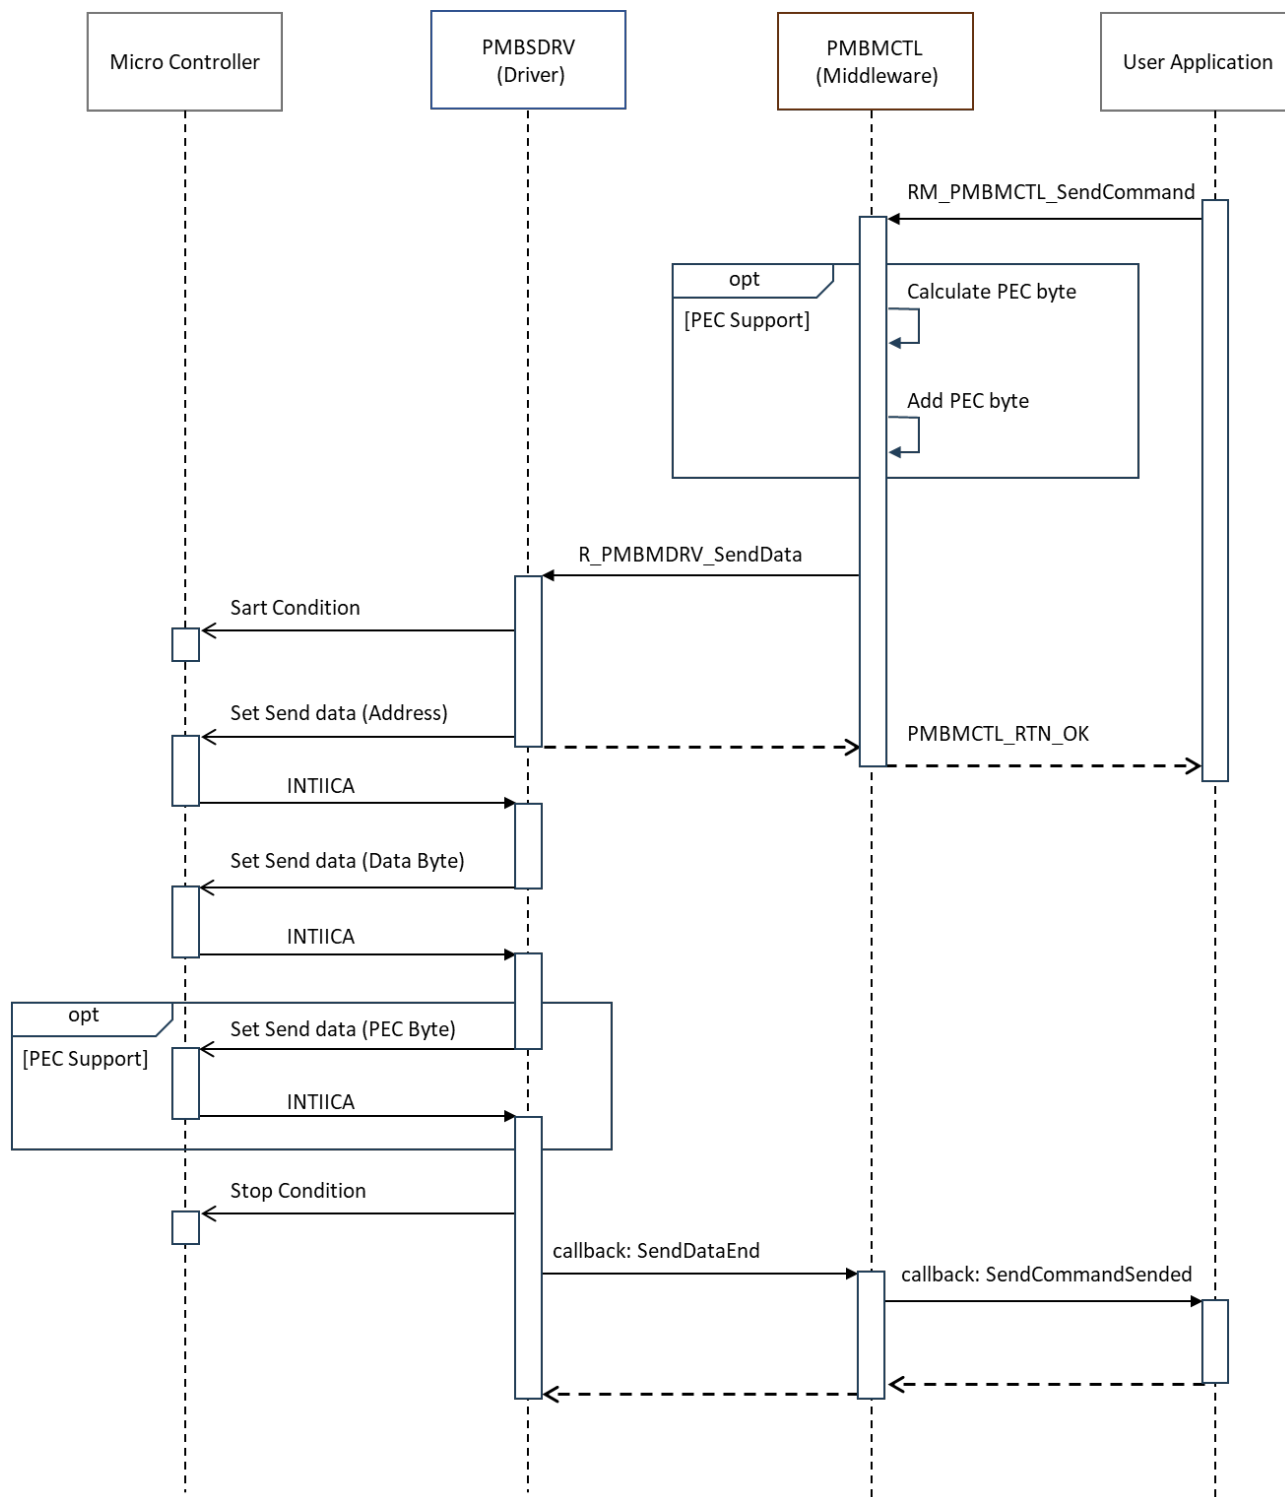 Micro Controller
PMBSDRV
(Driver)
PMBMCTL
(Middleware)
User Application
RM_PMBMCTL_SendCommand
opt
[PEC Support]
Calculate PEC byte
Add PEC byte
R_PMBMDRV_SendData
Sart Condition
Set Send data (Address)
PMBMCTL_RTN_OK
INTIICA
Set Send data (Data Byte)
INTIICA
opt
[PEC Support]
Set Send data (PEC Byte)
INTIICA
Stop Condition
callback: SendDataEnd
callback: SendCommandSended